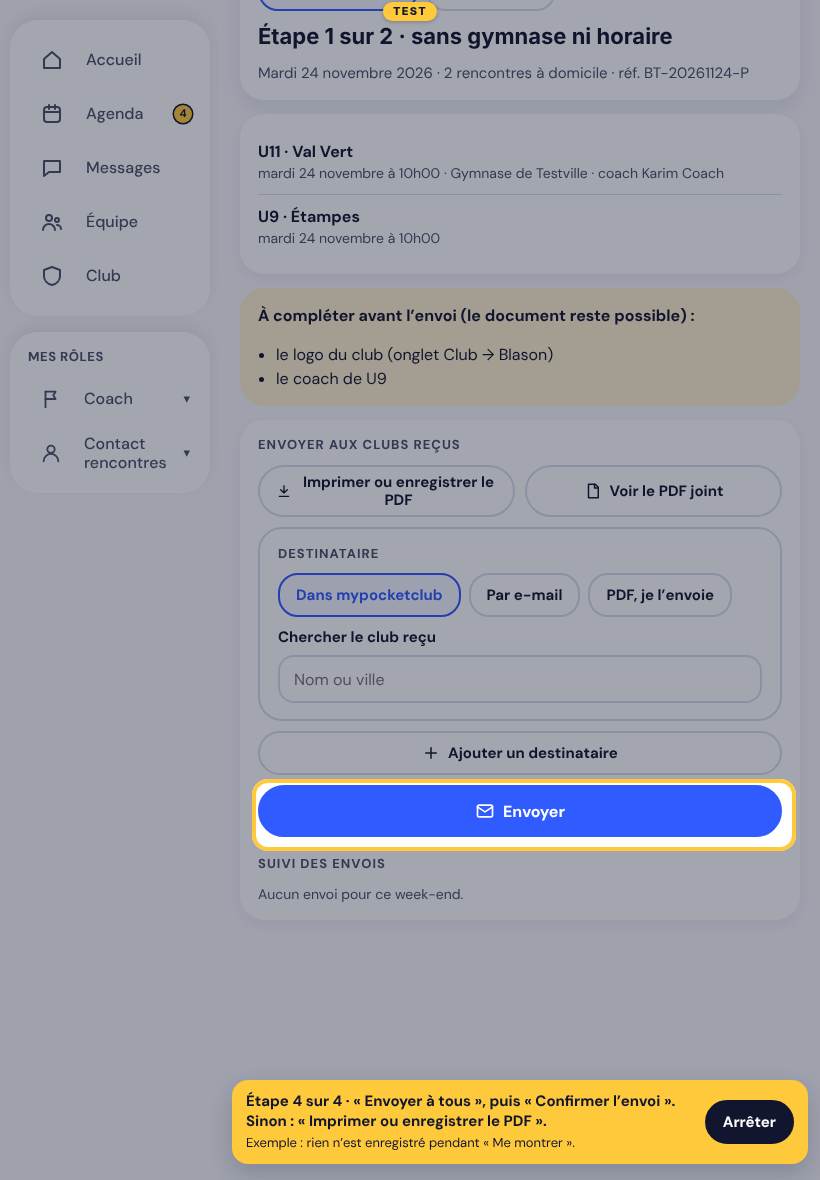 TEST
Étape 1 sur 2 · sans gymnase ni horaire
Mardi 24 novembre 2026 · 2 rencontres à domicile · réf. BT-20261124-P
Accueil
Agenda
4
Messages
Équipe
Club
MES RÔLES
Coach
Contact
rencontres
U11 · Val Vert
mardi 24 novembre à 10h00 · Gymnase de Testville · coach Karim Coach
U9 · Étampes
mardi 24 novembre à 10h00
À compléter avant l’envoi (le document reste possible) :
• le logo du club (onglet Club → Blason)
• le coach de U9
ENVOYER AUX CLUBS REÇUS
Imprimer ou enregistrer le
PDF
Voir le PDF joint
DESTINATAIRE
Dans mypocketclub
Par e-mail
PDF, je l’envoie
Chercher le club reçu
Nom ou ville
Ajouter un destinataire
Envoyer
SUIVI DES ENVOIS
Aucun envoi pour ce week-end.
Étape 4 sur 4 · « Envoyer à tous », puis « Confirmer l’envoi ».
Sinon : « Imprimer ou enregistrer le PDF ».
Exemple : rien n’est enregistré pendant « Me montrer ».
Arrêter